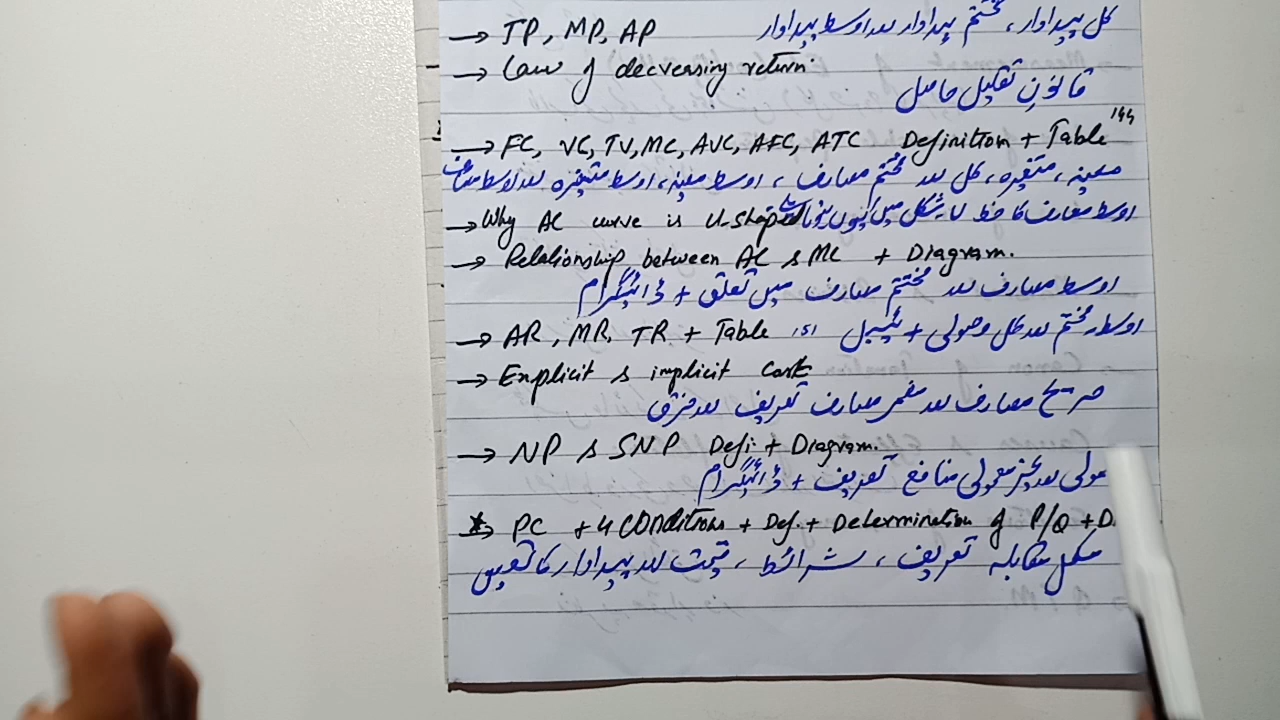 → TP, MP, AP کل پیداوار، مختتم پیداوار اور اوسط پیداوار
→ Law of decreasing return
قانونِ تقلیل حاصل
→ FC, VC, TV, MC, AVC, AFC, ATC Definition + Table 144
معینہ، متغیرہ، کل اور مختتم مصارف، اوسط معینہ، اوسط متغیرہ اور اوسط
→ Why AC curve is U-shaped اوسط مصارف کا خط U شکل میں کیوں ہوتا
→ Relationship between AC & MC + Diagram.
اوسط مصارف اور مختتم مصارف میں تعلق + ڈائیگرام
→ AR, MR, TR + Table 151 اوسط، مختتم اور کل وصولی + ٹیبل
→ Explicit & implicit Cost
صریح مصارف اور مضمر مصارف تعریف اور فرق
→ NP & SNP Defi: + Diagram.
معمولی اور غیر معمولی منافع تعریف + ڈائیگرام
→ PC + 4 Conditions + Def. + Determination of P/Q + D.
مکمل مقابلہ تعریف، شرائط، قیمت اور پیداوار کا تعین